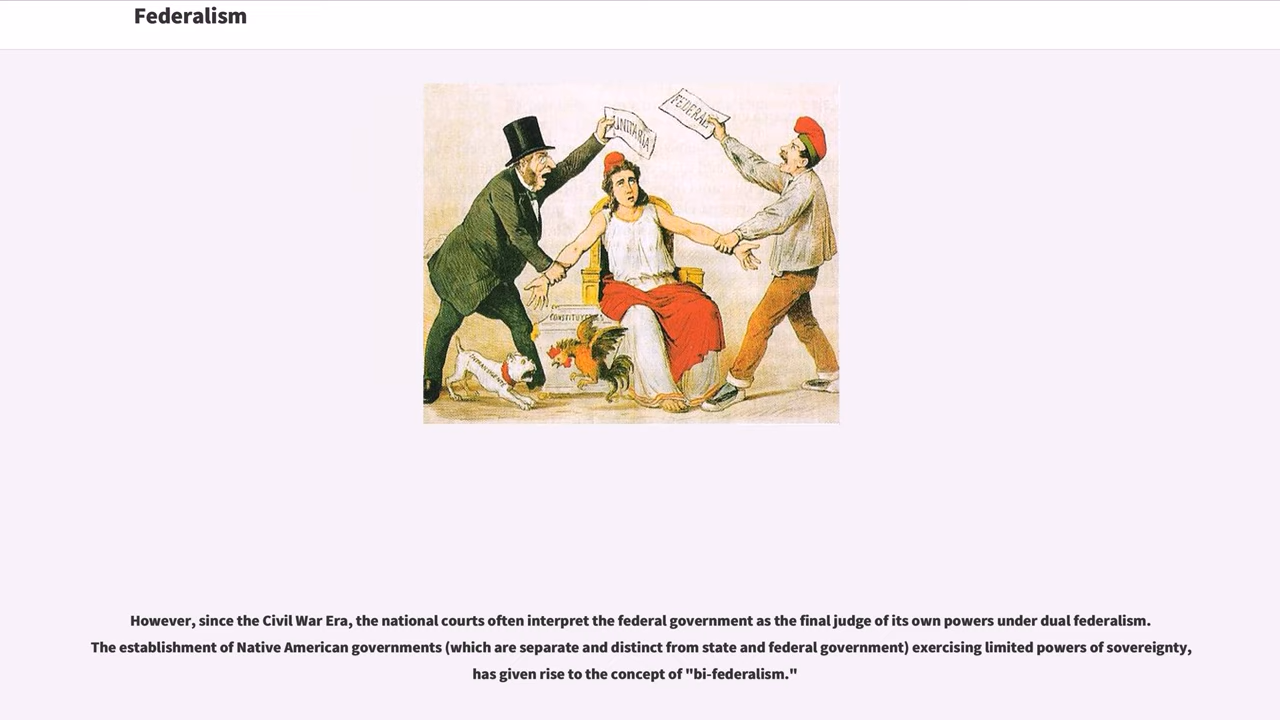 Federalism
UNITARIA
FEDERAL
However, since the Civil War Era, the national courts often interpret the federal government as the final judge of its own powers under dual federalism.
The establishment of Native American governments (which are separate and distinct from state and federal government) exercising limited powers of sovereignty,
has given rise to the concept of "bi-federalism."